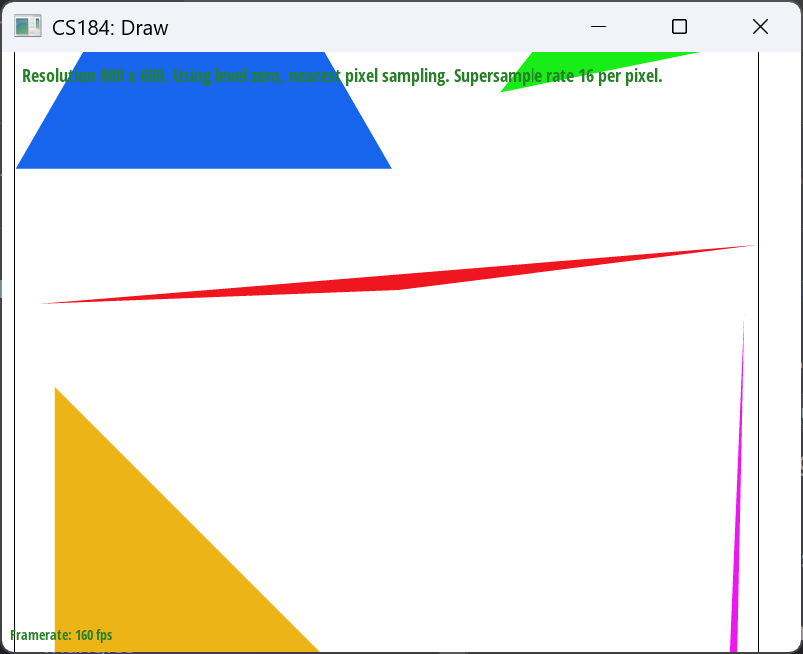 CS184: Draw
Resolution 800 x 600. Using level zero, nearest pixel sampling. Supersample rate 16 per pixel.
Framerate: 160 fps